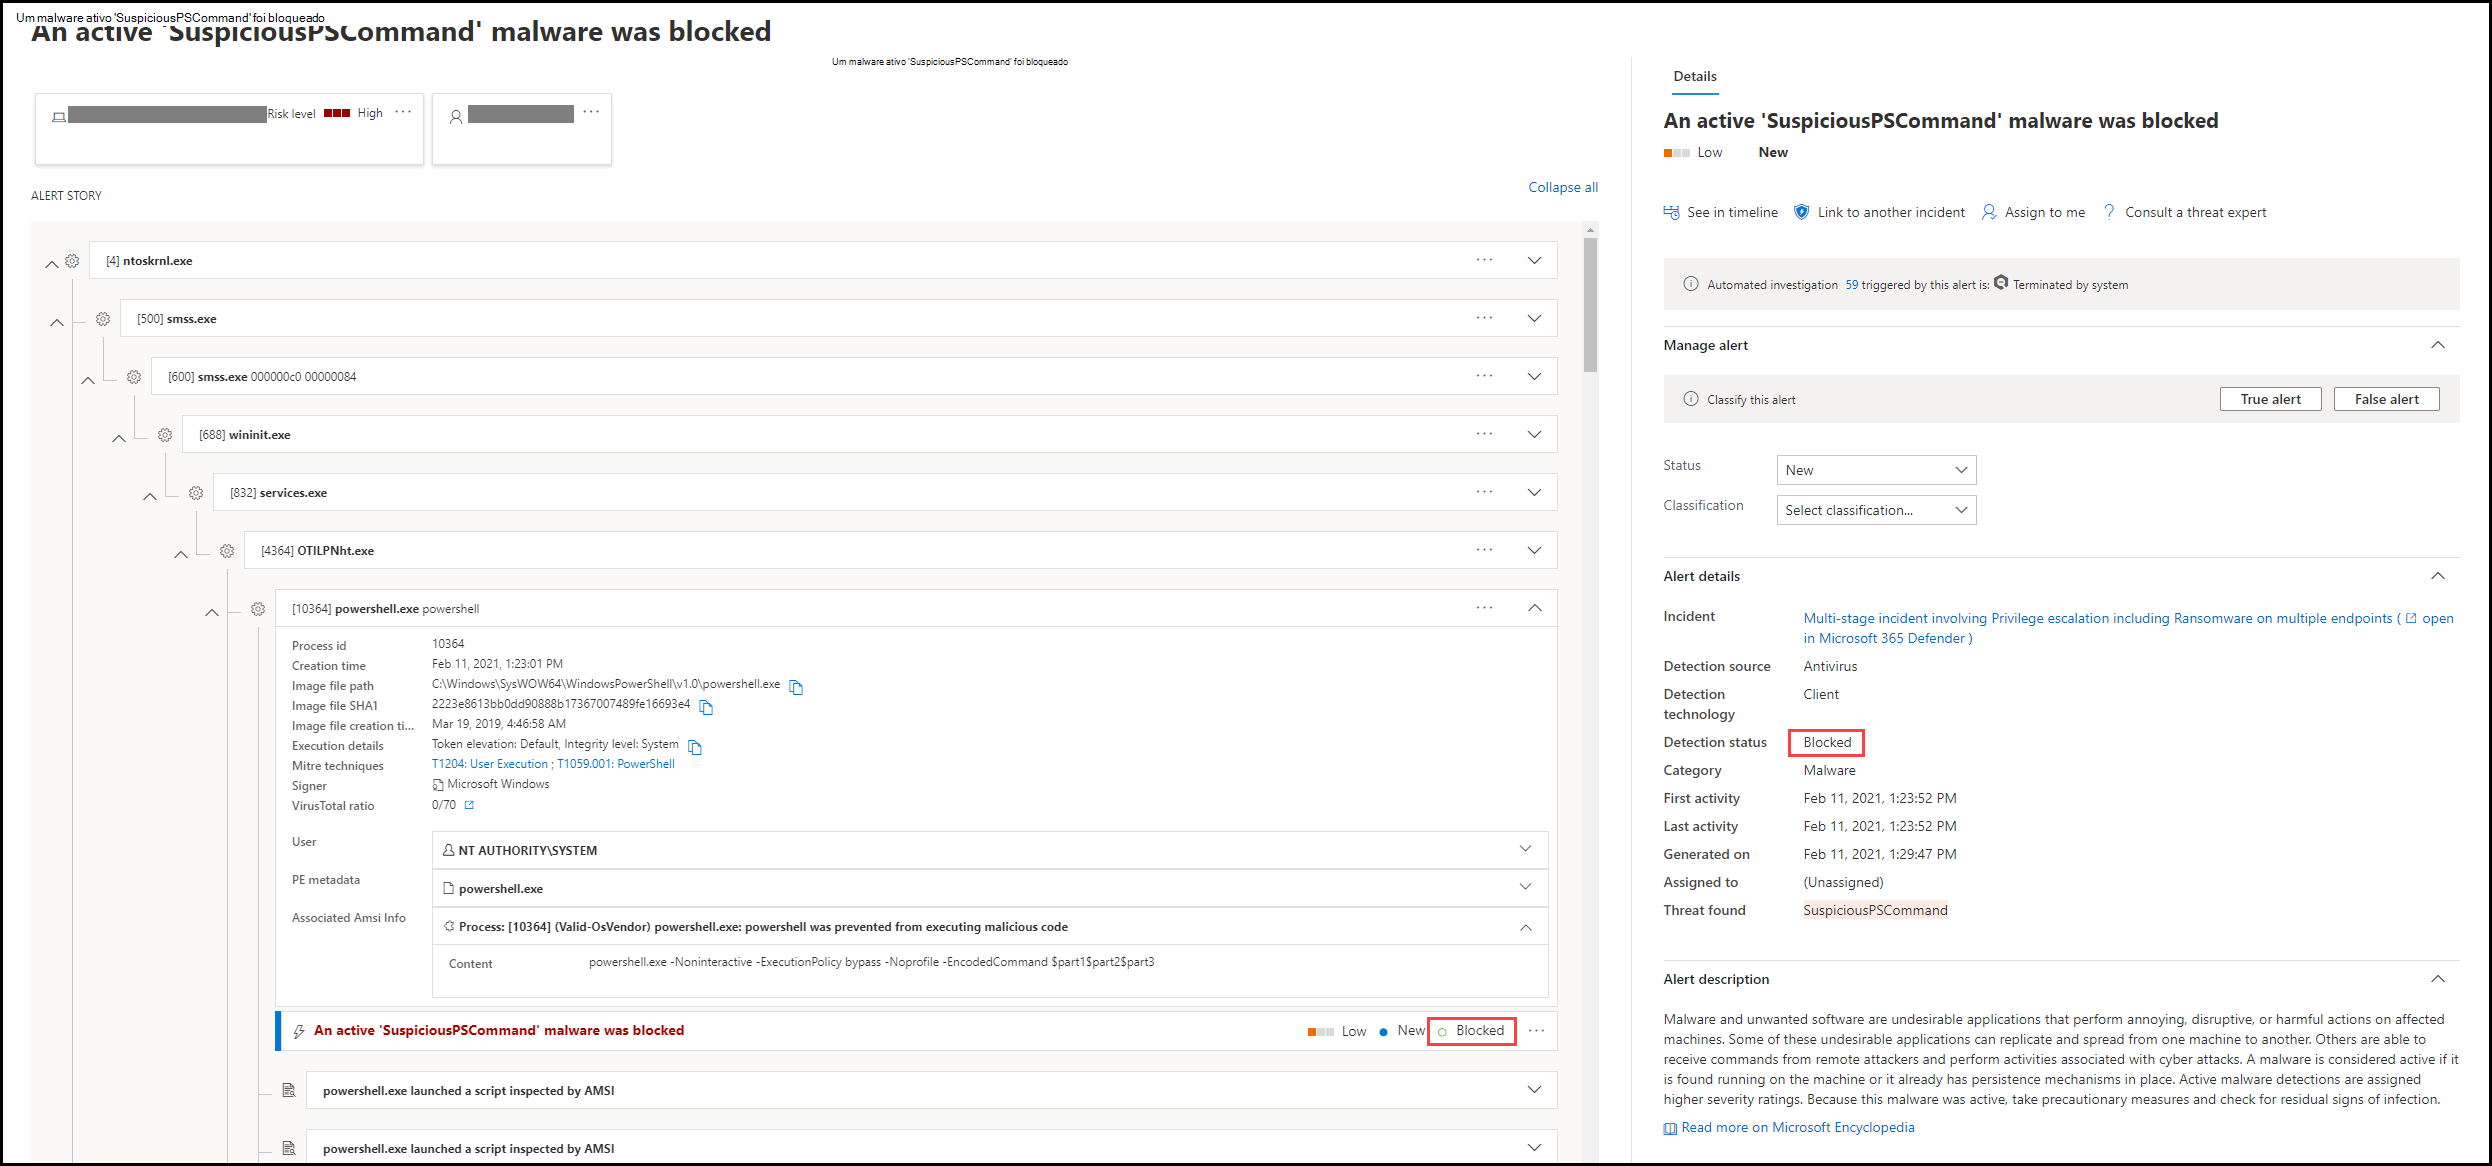 Um malware ativo 'SuspiciousPSCommand' foi bloqueado
An active 'SuspiciousPSCommand' malware was blocked
Um malware ativo 'SuspiciousPSCommand' foi bloqueado
Risk level High ...
...
ALERT STORY
Collapse all
[4] ntoskrnl.exe ...
[500] smss.exe ...
[600] smss.exe 000000c0 00000084 ...
[688] wininit.exe ...
[832] services.exe ...
[4364] OTILPNht.exe ...
[10364] powershell.exe powershell ...
Process id 10364
Creation time Feb 11, 2021, 1:23:01 PM
Image file path C:\Windows\SysWOW64\WindowsPowerShell\v1.0\powershell.exe
Image file SHA1 2223e8613bb0dd90888b17367007489fe16693e4
Image file creation ti... Mar 19, 2019, 4:46:58 AM
Execution details Token elevation: Default, Integrity level: System
Mitre techniques T1204: User Execution ; T1059.001: PowerShell
Signer Microsoft Windows
VirusTotal ratio 0/70
User NT AUTHORITY\SYSTEM
PE metadata powershell.exe
Associated Amsi Info Process: [10364] (Valid-OsVendor) powershell.exe: powershell was prevented from executing malicious code
Content powershell.exe -Noninteractive -ExecutionPolicy bypass -Noprofile -EncodedCommand $part1$part2$part3
An active 'SuspiciousPSCommand' malware was blocked Low New Blocked ...
powershell.exe launched a script inspected by AMSI
powershell.exe launched a script inspected by AMSI
Details
An active 'SuspiciousPSCommand' malware was blocked
Low New
See in timeline Link to another incident Assign to me ? Consult a threat expert
Automated investigation 59 triggered by this alert is: Terminated by system
Manage alert
Classify this alert True alert False alert
Status New
Classification Select classification...
Alert details
Incident Multi-stage incident involving Privilege escalation including Ransomware on multiple endpoints ( open
in Microsoft 365 Defender )
Detection source Antivirus
Detection Client
technology
Detection status Blocked
Category Malware
First activity Feb 11, 2021, 1:23:52 PM
Last activity Feb 11, 2021, 1:23:52 PM
Generated on Feb 11, 2021, 1:29:47 PM
Assigned to (Unassigned)
Threat found SuspiciousPSCommand
Alert description
Malware and unwanted software are undesirable applications that perform annoying, disruptive, or harmful actions on affected
machines. Some of these undesirable applications can replicate and spread from one machine to another. Others are able to
receive commands from remote attackers and perform activities associated with cyber attacks. A malware is considered active if it
is found running on the machine or it already has persistence mechanisms in place. Active malware detections are assigned
higher severity ratings. Because this malware was active, take precautionary measures and check for residual signs of infection.
Read more on Microsoft Encyclopedia